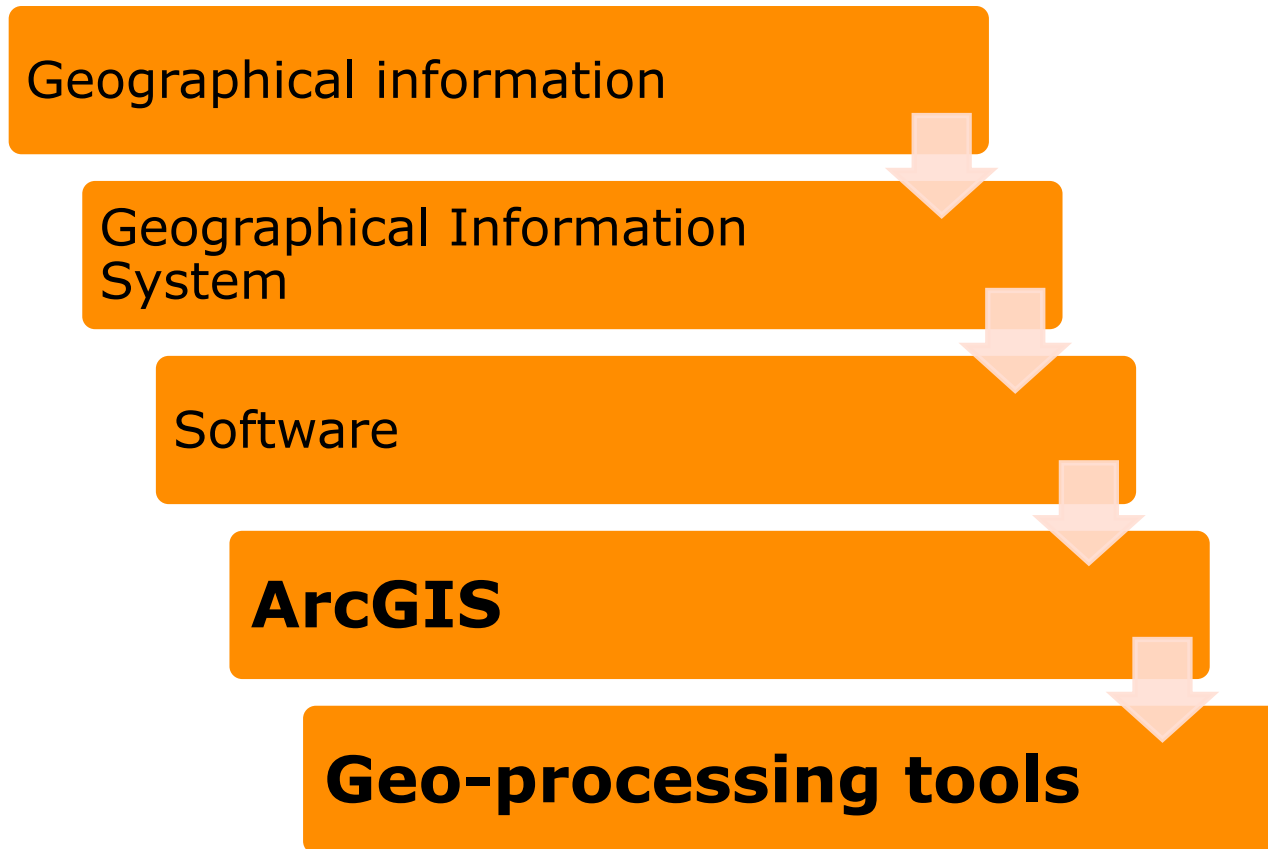 Geographical information
Geographical Information
System
Software
ArcGIS
Geo-processing tools